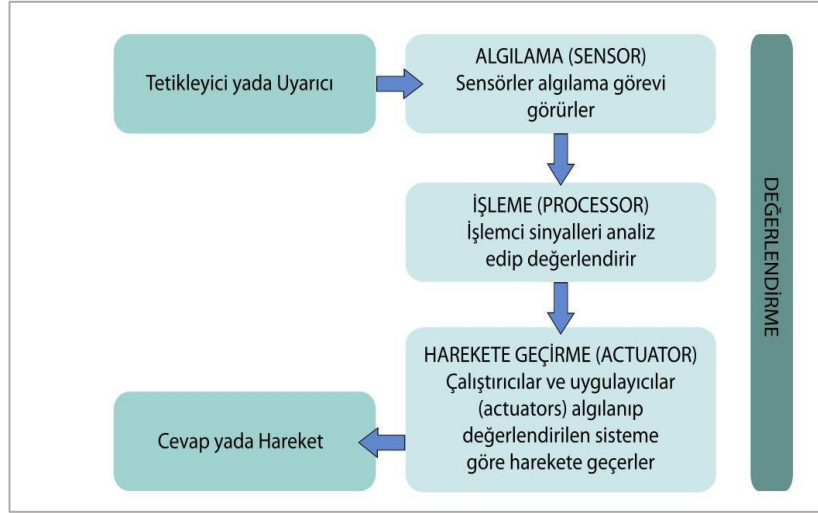 Tetikleyici yada Uyarıcı
ALGILAMA (SENSOR)
Sensörler algılama görevi
görürler
İŞLEME (PROCESSOR)
İşlemci sinyalleri analiz
edip değerlendirir
HAREKETE GEÇİRME (ACTUATOR)
Çalıştırıcılar ve uygulayıcılar
(actuators) algılanıp
değerlendirilen sisteme
göre harekete geçerler
Cevap yada Hareket
DEĞERLENDİRME